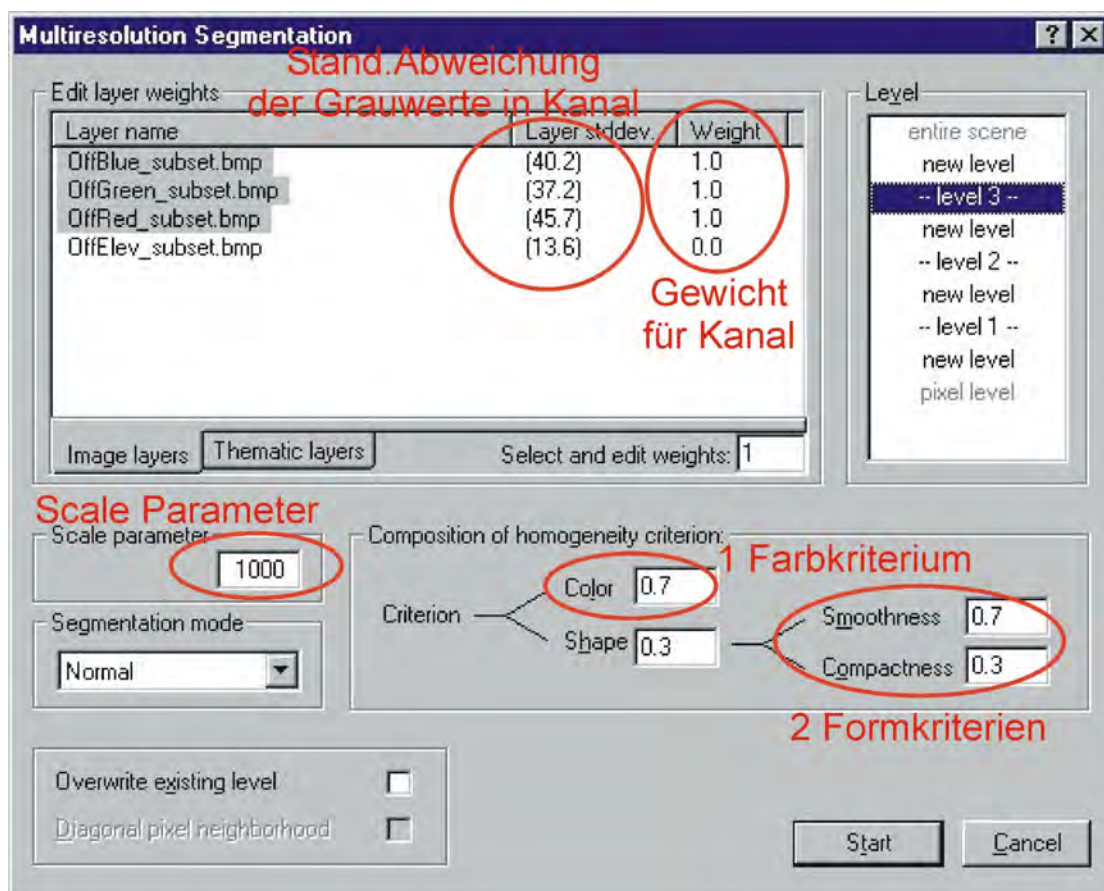 Multiresolution Segmentation
Stand.Abweichung
der Grauwerte in Kanal
Edit layer weights
Layer name Layer stddev. Weight
OffBlue_subset.bmp (40.2) 1.0
OffGreen_subset.bmp (37.2) 1.0
OffRed_subset.bmp (45.7) 1.0
OffElev_subset.bmp (13.6) 0.0
Gewicht
für Kanal
Image layers Thematic layers Select and edit weights: 1
Level
entire scene
new level
-- level 3 --
new level
-- level 2 --
new level
-- level 1 --
new level
pixel level
Scale Parameter
Scale parameter
1000
Segmentation mode
Normal
Composition of homogeneity criterion:
1 Farbkriterium
Criterion
Color 0.7
Shape 0.3
Smoothness 0.7
Compactness 0.3
2 Formkriterien
Overwrite existing level
Diagonal pixel neighborhood
Start Cancel